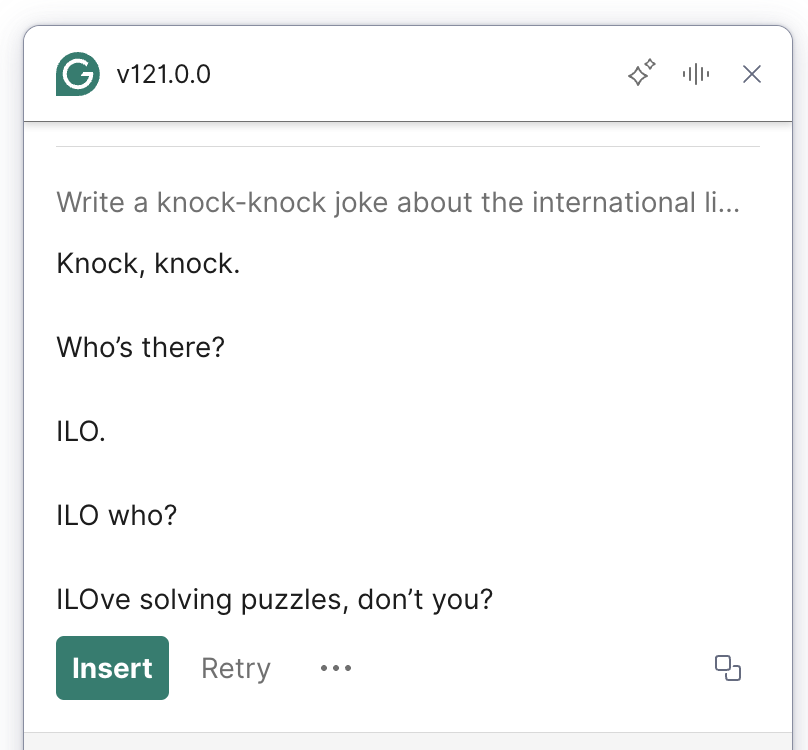 v121.0.0
Write a knock-knock joke about the international li...
Knock, knock.
Who’s there?
ILO.
ILO who?
ILOve solving puzzles, don’t you?
Insert Retry